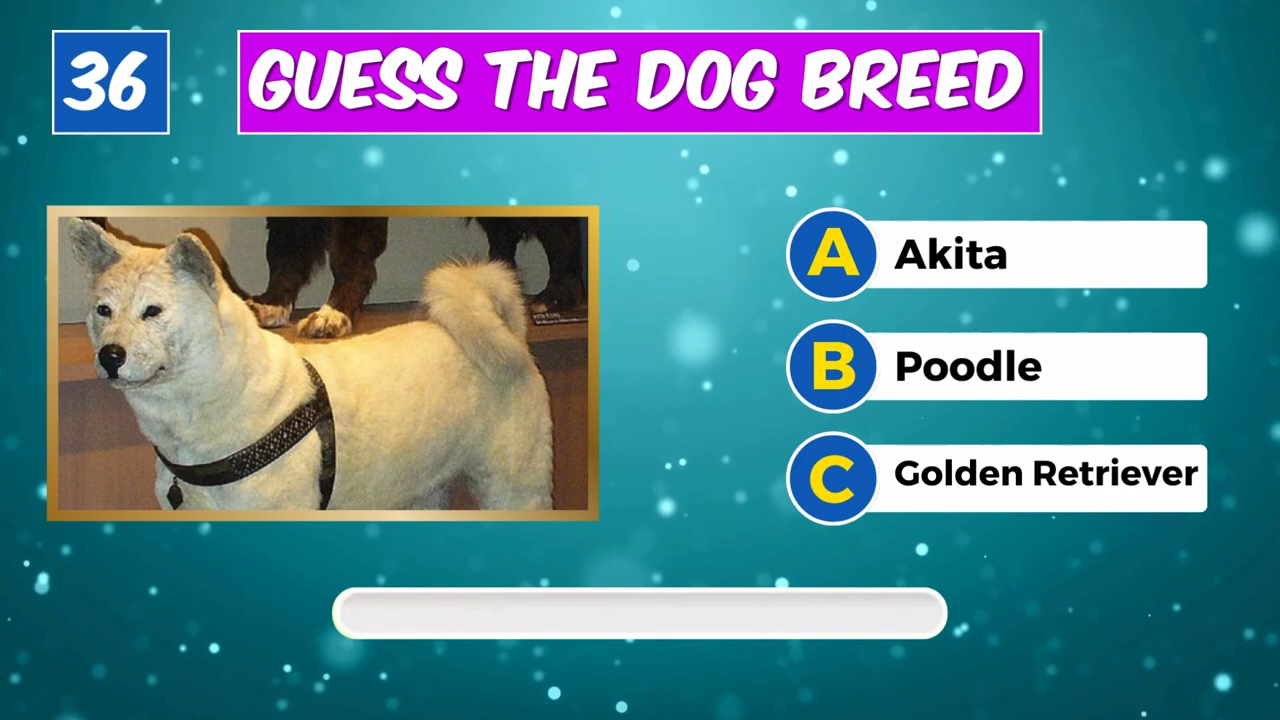 36
GUESS THE DOG BREED
A Akita
B Poodle
C Golden Retriever